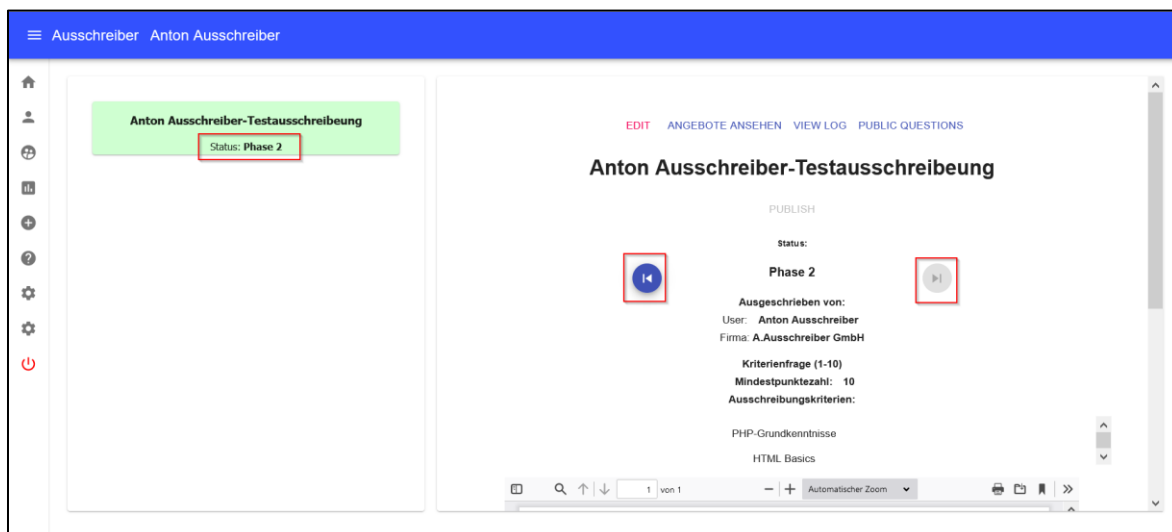 Ausschreiber Anton Ausschreiber
Anton Ausschreiber-Testausschreibeung
Status: Phase 2
EDIT ANGEBOTE ANSEHEN VIEW LOG PUBLIC QUESTIONS
Anton Ausschreiber-Testausschreibeung
PUBLISH
Status:
Phase 2
Ausgeschrieben von:
User: Anton Ausschreiber
Firma: A.Ausschreiber GmbH
Kriterienfrage (1-10)
Mindestpunktezahl: 10
Ausschreibungskriterien:
PHP-Grundkenntnisse
HTML Basics
1 von 1 Automatischer Zoom